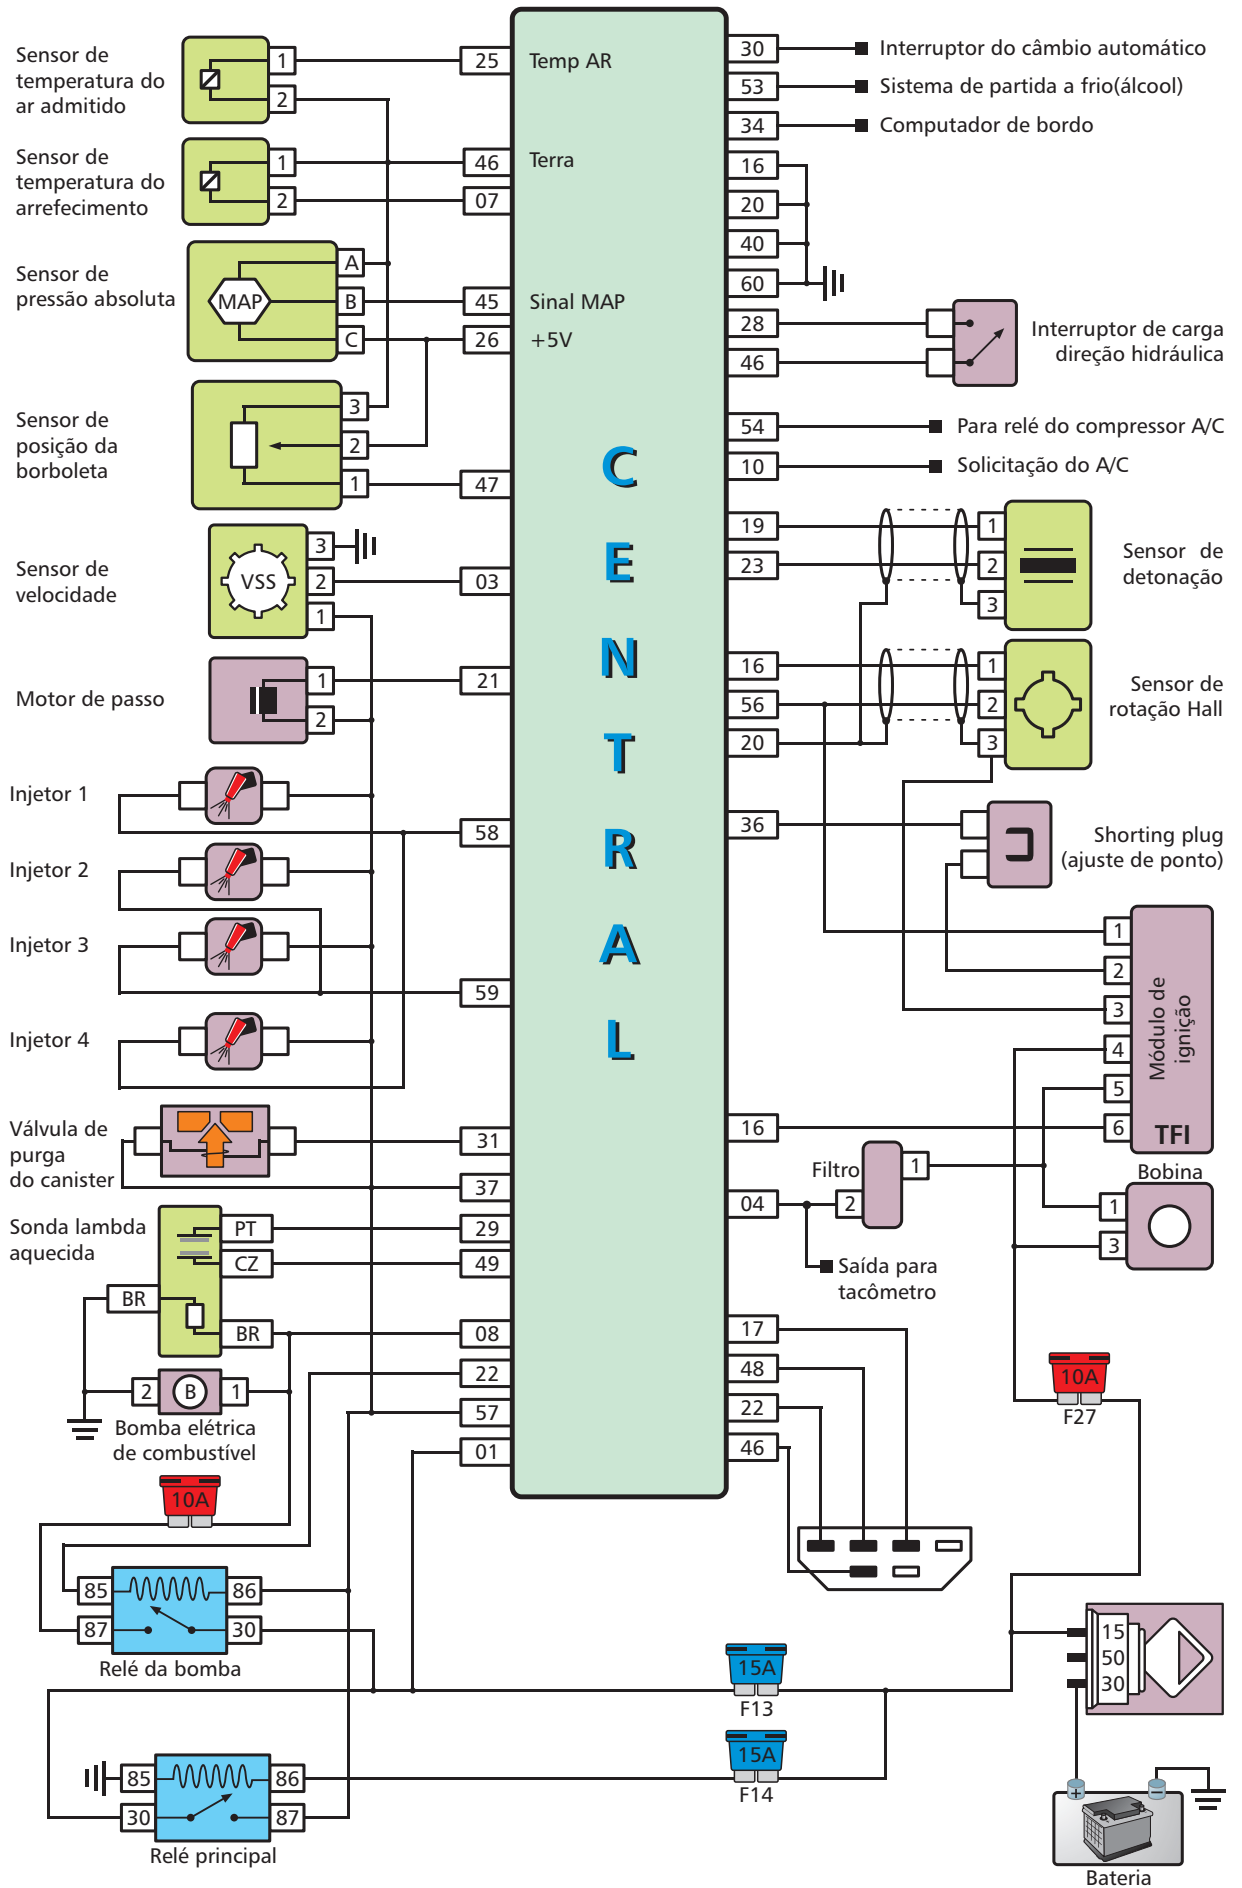 Sensor de
temperatura do
ar admitido
1
2
25
Temp AR
Sensor de
temperatura do
arrefecimento
1
2
46
Terra
07
Sensor de
pressão absoluta
MAP
A
B
C
45
Sinal MAP
26
+5V
Sensor de
posição da
borboleta
3
2
1
47
Sensor de
velocidade
VSS
3
2
1
03
Motor de passo
1
2
21
Injetor 1
58
Injetor 2
Injetor 3
59
Injetor 4
Válvula de
purga
do canister
31
37
Sonda lambda
aquecida
PT
CZ
BR
BR
29
49
08
22
57
01
2
B
1
Bomba elétrica
de combustível
10A
85
86
87
30
Relé da bomba
85
86
30
87
Relé principal
C
E
N
T
R
A
L
30
Interruptor do câmbio automático
53
Sistema de partida a frio(álcool)
34
Computador de bordo
16
20
40
60
28
46
Interruptor de carga
direção hidráulica
54
Para relé do compressor A/C
10
Solicitação do A/C
19
23
1
2
3
Sensor de
detonação
16
56
20
1
2
3
Sensor de
rotação Hall
36
Shorting plug
(ajuste de ponto)
1
2
3
4
5
6
Módulo de
ignição
TFI
16
Filtro
1
2
04
Saída para
tacômetro
Bobina
1
3
17
48
22
46
10A
F27
15A
F13
15A
F14
15
50
30
+
−
Bateria